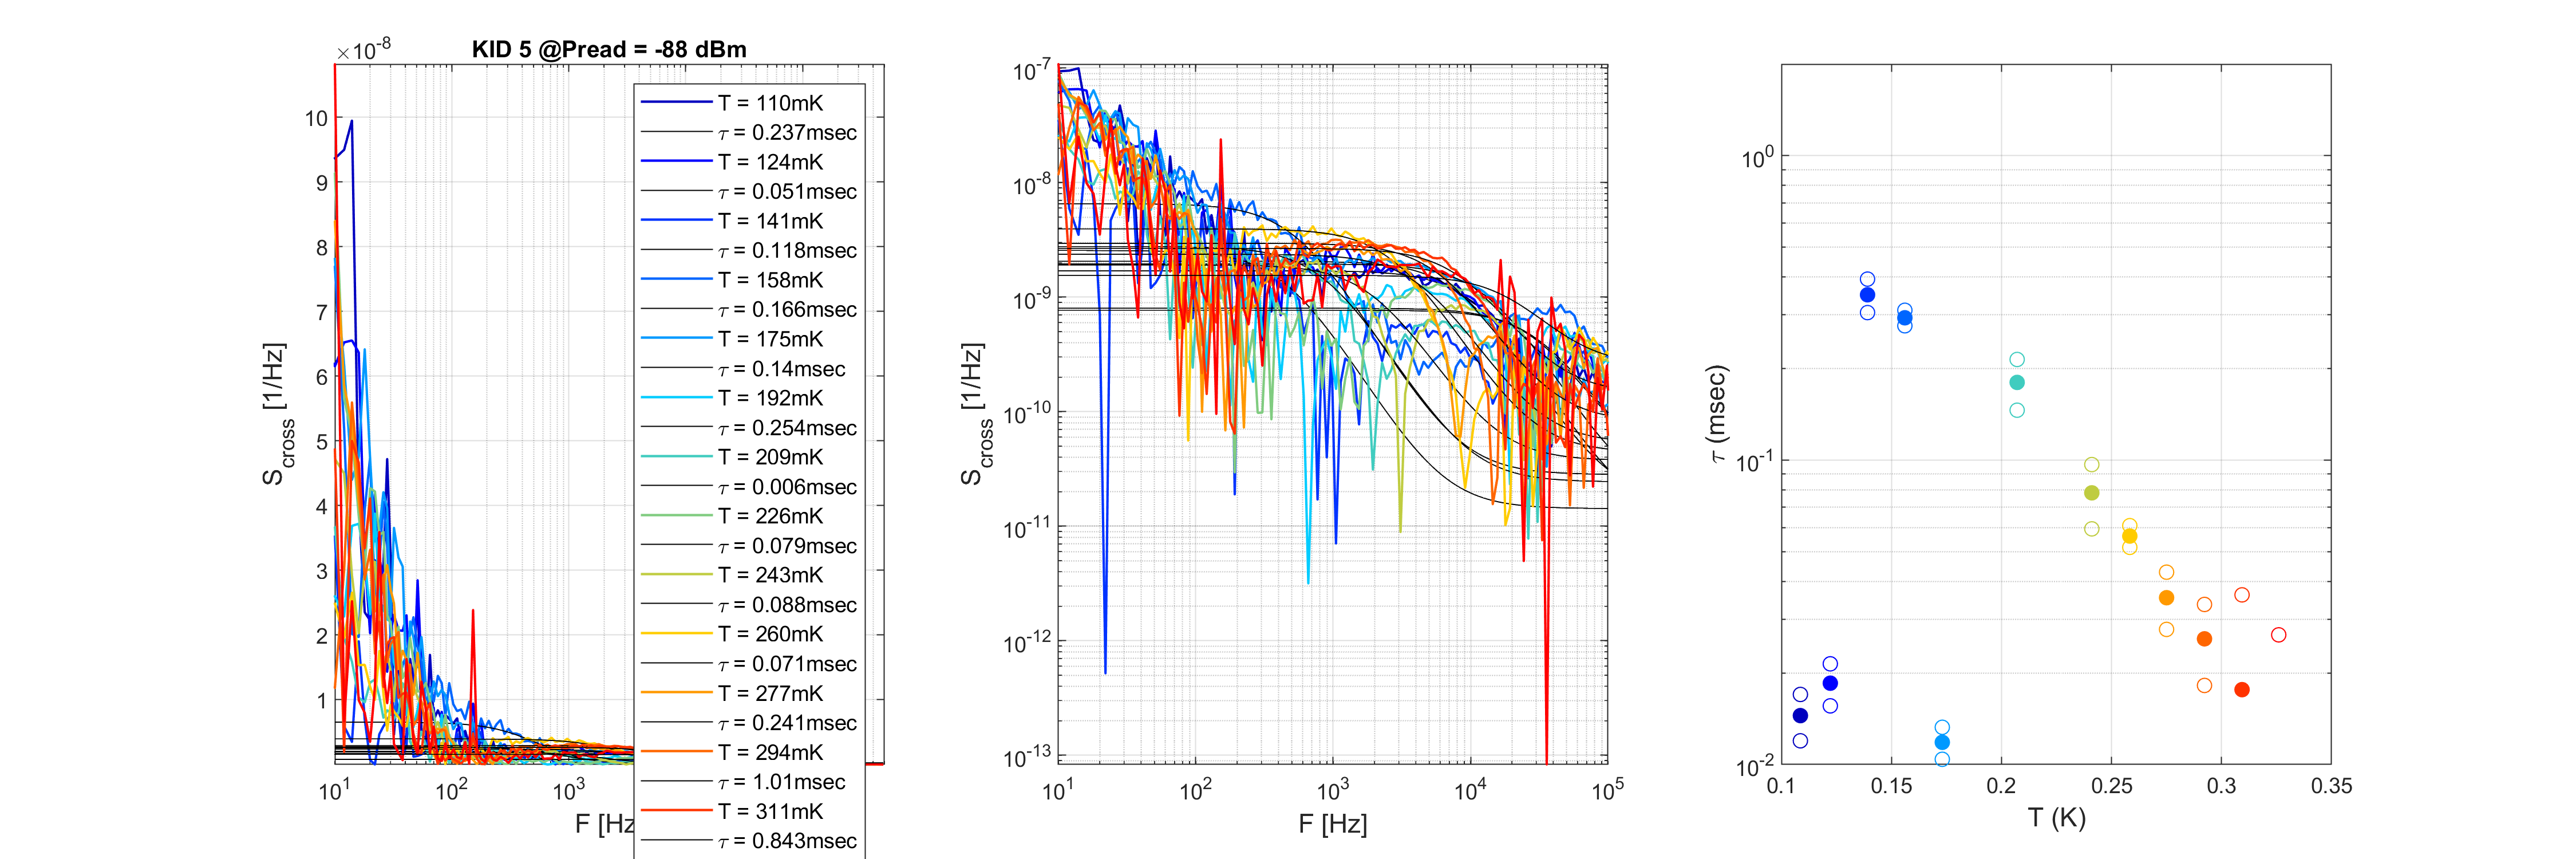 ×10-8
KID 5 @Pread = -88 dBm
10
9
8
7
6
5
4
3
2
1
Scross [1/Hz]
101
102
103
F [Hz
T = 110mK
τ = 0.237msec
T = 124mK
τ = 0.051msec
T = 141mK
τ = 0.118msec
T = 158mK
τ = 0.166msec
T = 175mK
τ = 0.14msec
T = 192mK
τ = 0.254msec
T = 209mK
τ = 0.006msec
T = 226mK
τ = 0.079msec
T = 243mK
τ = 0.088msec
T = 260mK
τ = 0.071msec
T = 277mK
τ = 0.241msec
T = 294mK
τ = 1.01msec
T = 311mK
τ = 0.843msec
10-7
10-8
10-9
10-10
10-11
10-12
10-13
Scross [1/Hz]
101
102
103
104
105
F [Hz]
100
10-1
10-2
τ (msec)
0.1
0.15
0.2
0.25
0.3
0.35
T (K)